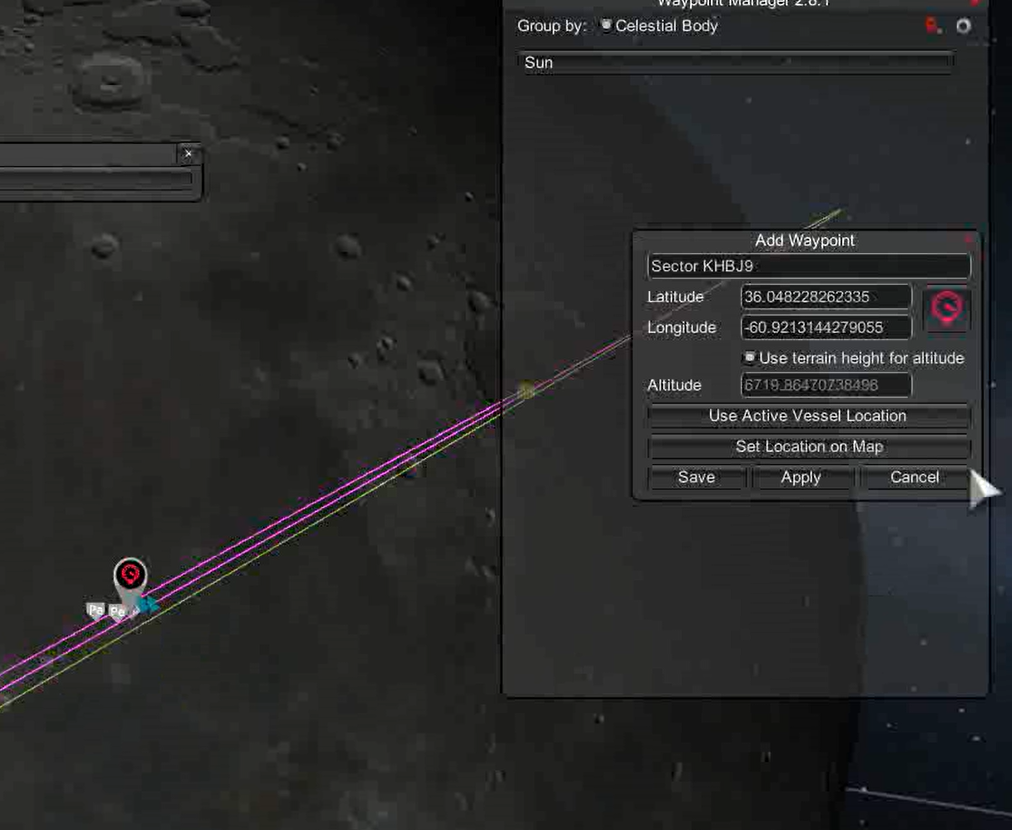 Waypoint Manager 2.8.1
Group by: Celestial Body
Sun
Add Waypoint
Sector KHBJ9
Latitude 36.048228262335
Longitude -60.9213144279055
Use terrain height for altitude
Altitude 6719.86470738496
Use Active Vessel Location
Set Location on Map
Save Apply Cancel
Pe Pe